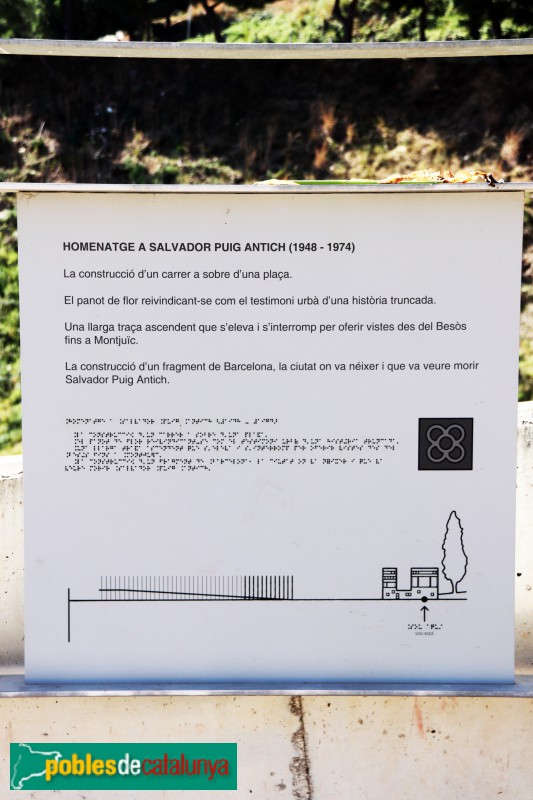 HOMENATGE A SALVADOR PUIG ANTICH (1948 - 1974)
La construcció d'un carrer a sobre d'una plaça.
El panot de flor reivindicant-se com el testimoni urbà d'una història truncada.
Una llarga traça ascendent que s'eleva i s'interromp per oferir vistes des del Besòs
fins a Montjuïc.
La construcció d'un fragment de Barcelona, la ciutat on va néixer i que va veure morir
Salvador Puig Antich.
SOU AQUÍ
poblesdecatalunya